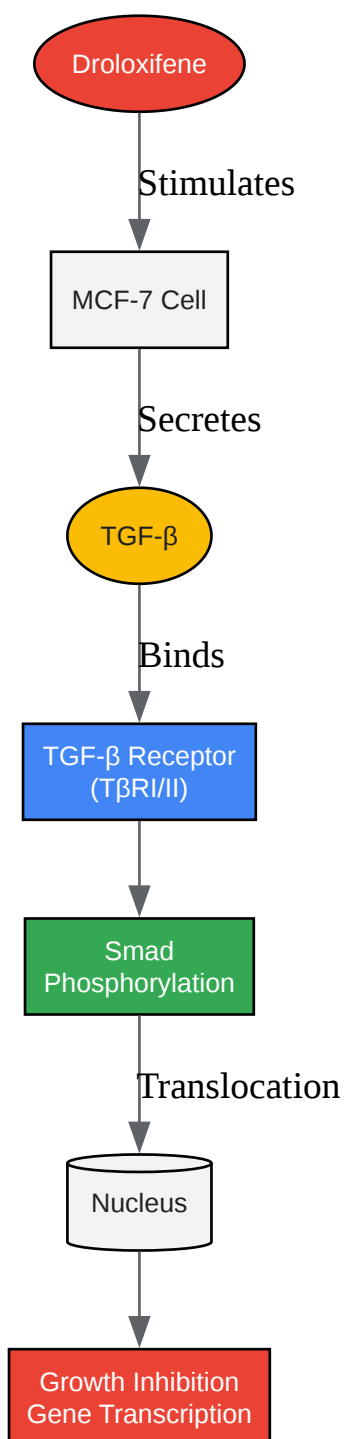 Droloxifene
Stimulates
MCF-7 Cell
Secretes
TGF-β
Binds
TGF-β Receptor
(TβRI/II)
Smad
Phosphorylation
Translocation
Nucleus
Growth Inhibition
Gene Transcription